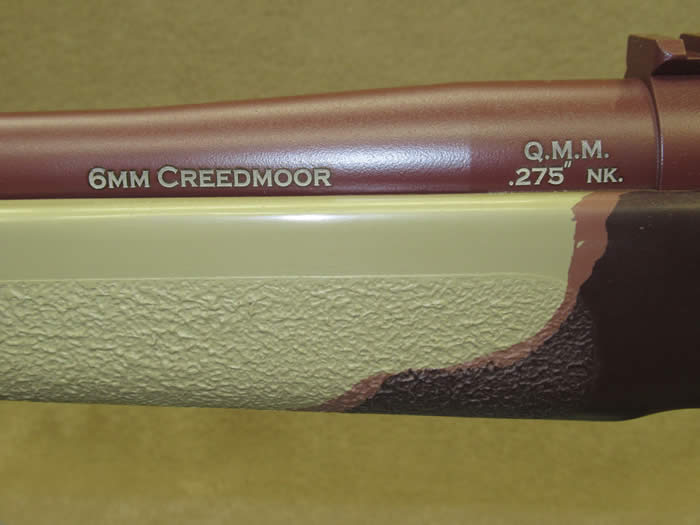 6MM CREEDMOOR
Q.M.M.
.275" NK.